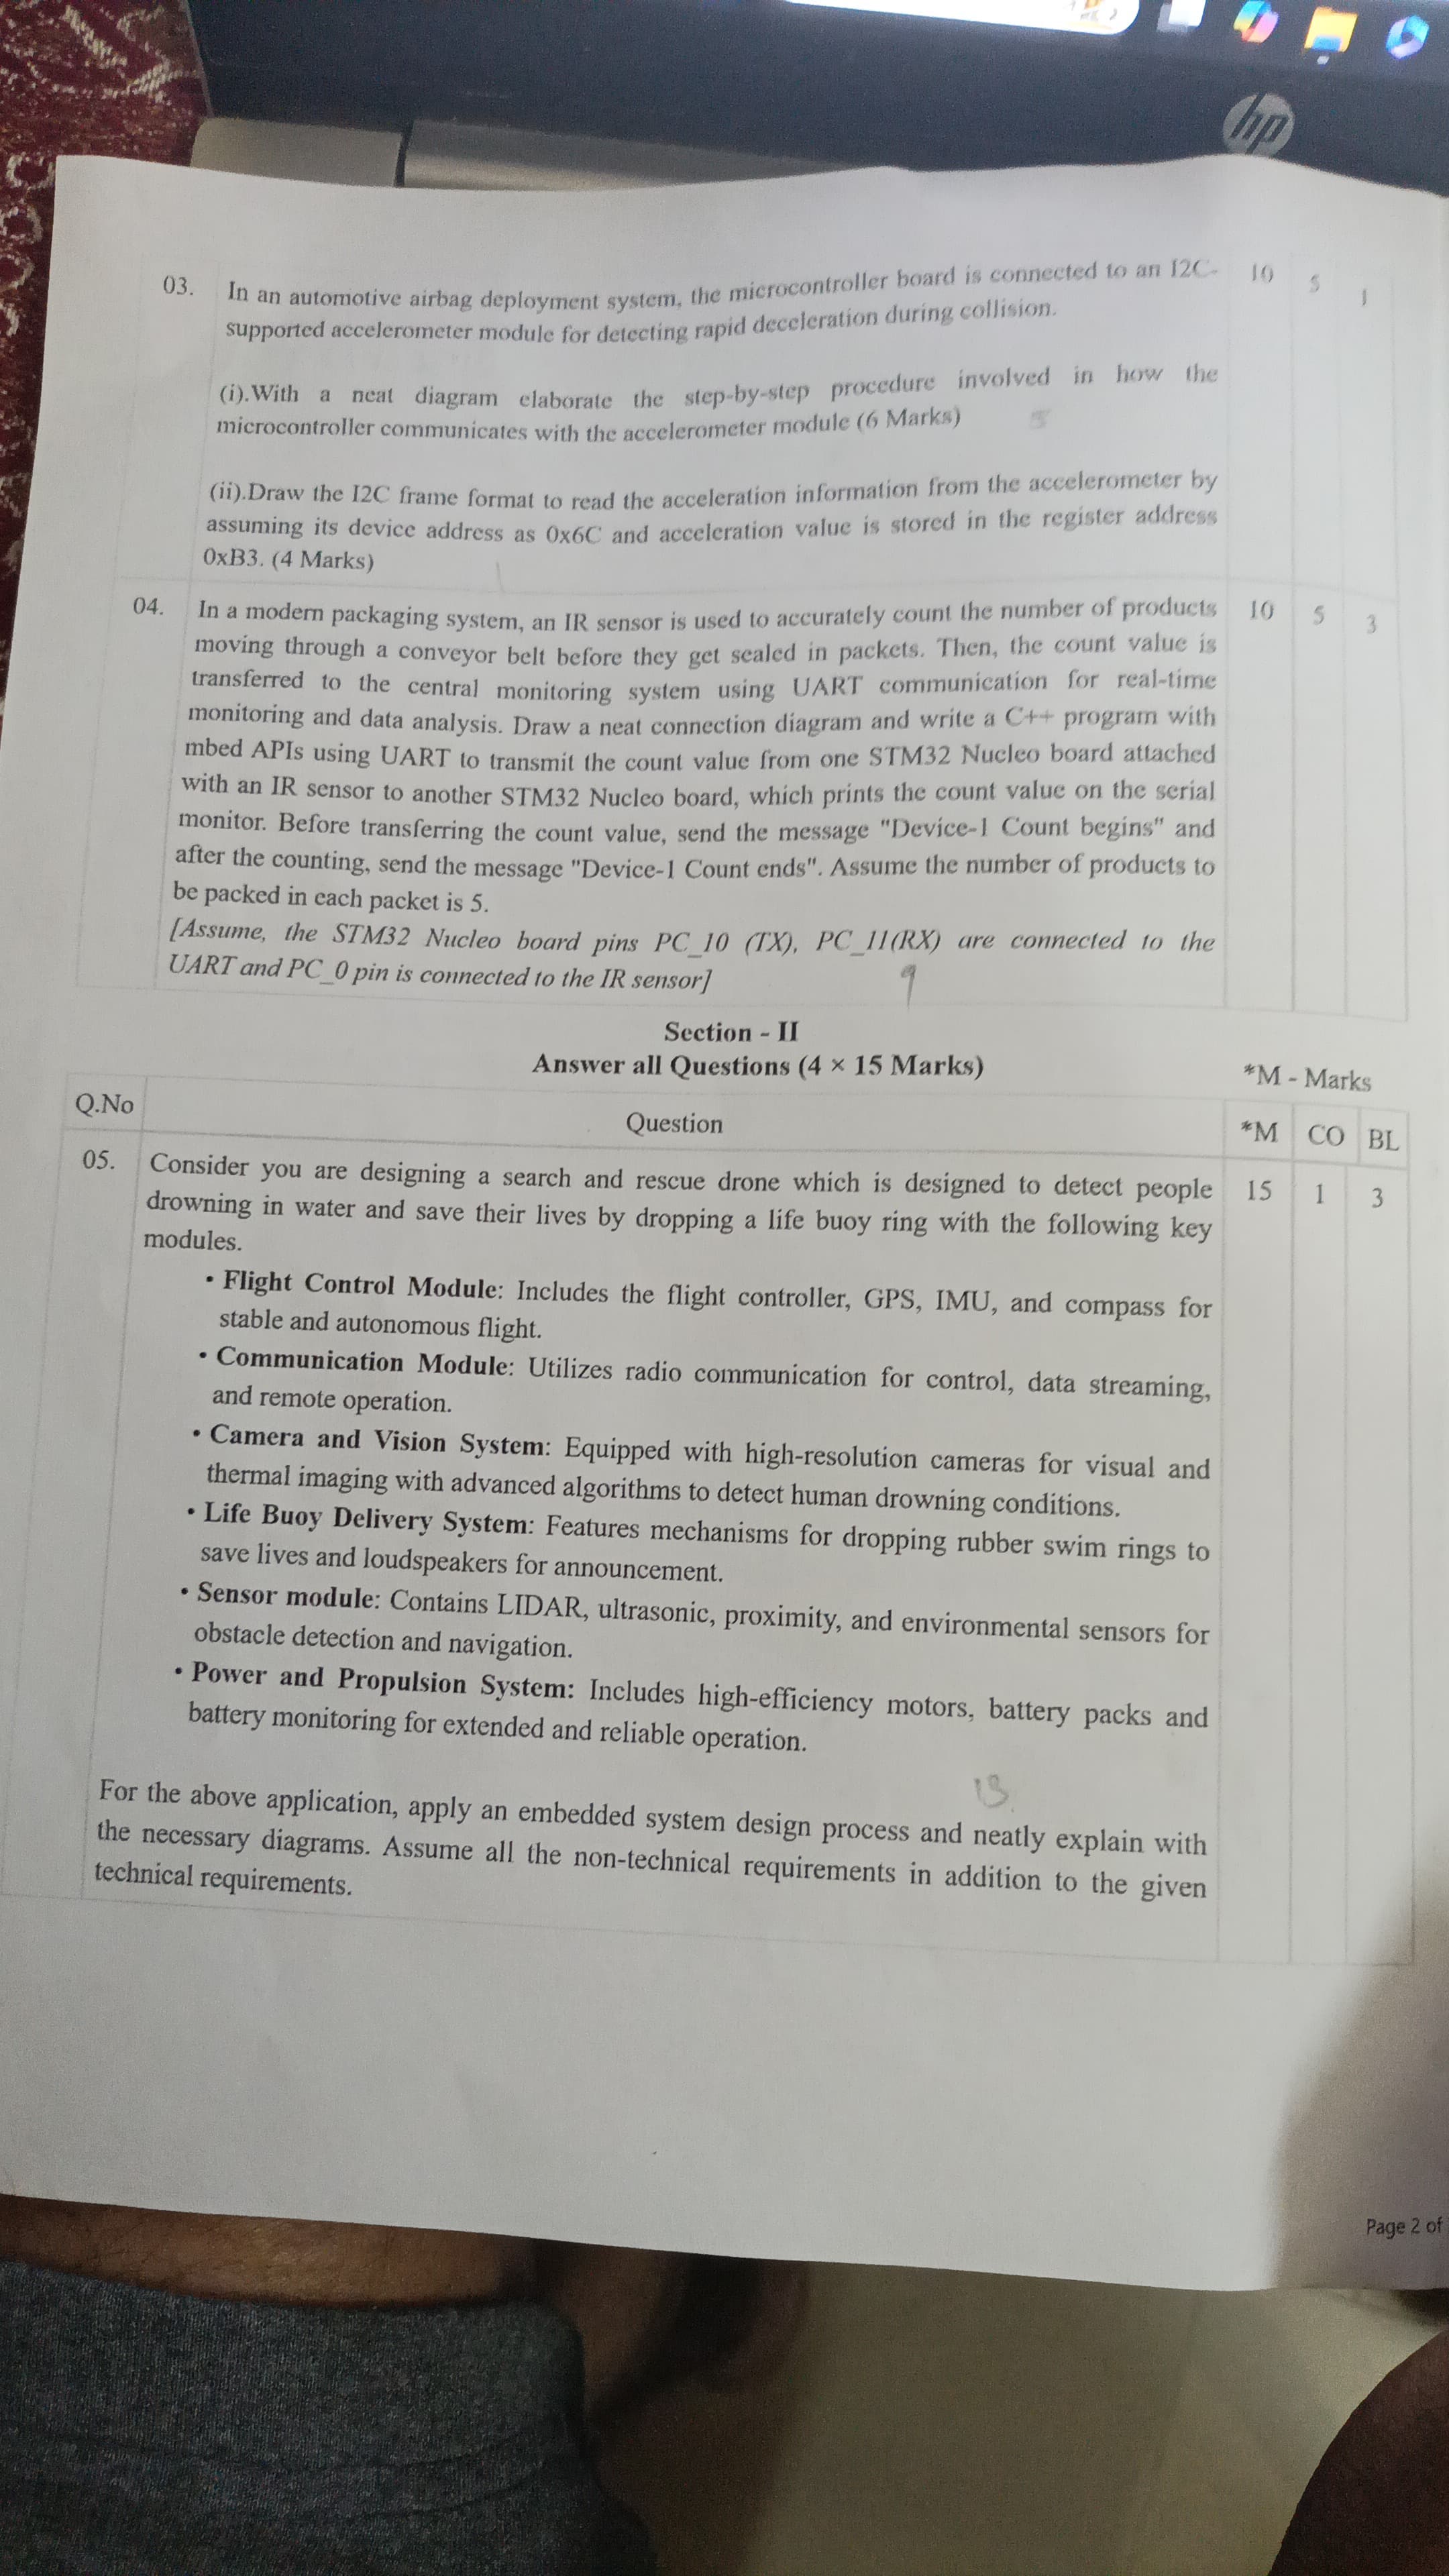 hp
03. In an automotive airbag deployment system, the microcontroller board is connected to an I2C- 10 5 1
supported accelerometer module for detecting rapid deceleration during collision.
(i).With a neat diagram elaborate the step-by-step procedure involved in how the
microcontroller communicates with the accelerometer module (6 Marks)
(ii).Draw the I2C frame format to read the acceleration information from the accelerometer by
assuming its device address as 0x6C and acceleration value is stored in the register address
0xB3. (4 Marks)
04. In a modern packaging system, an IR sensor is used to accurately count the number of products 10 5 3
moving through a conveyor belt before they get sealed in packets. Then, the count value is
transferred to the central monitoring system using UART communication for real-time
monitoring and data analysis. Draw a neat connection diagram and write a C++ program with
mbed APIs using UART to transmit the count value from one STM32 Nucleo board attached
with an IR sensor to another STM32 Nucleo board, which prints the count value on the serial
monitor. Before transferring the count value, send the message "Device-1 Count begins" and
after the counting, send the message "Device-1 Count ends". Assume the number of products to
be packed in each packet is 5.
[Assume, the STM32 Nucleo board pins PC_10 (TX), PC_11(RX) are connected to the
UART and PC_0 pin is connected to the IR sensor]
9
Section - II
Answer all Questions (4 × 15 Marks)
*M - Marks
Q.No Question *M CO BL
05. Consider you are designing a search and rescue drone which is designed to detect people 15 1 3
drowning in water and save their lives by dropping a life buoy ring with the following key
modules.
• Flight Control Module: Includes the flight controller, GPS, IMU, and compass for
stable and autonomous flight.
• Communication Module: Utilizes radio communication for control, data streaming,
and remote operation.
• Camera and Vision System: Equipped with high-resolution cameras for visual and
thermal imaging with advanced algorithms to detect human drowning conditions.
• Life Buoy Delivery System: Features mechanisms for dropping rubber swim rings to
save lives and loudspeakers for announcement.
• Sensor module: Contains LIDAR, ultrasonic, proximity, and environmental sensors for
obstacle detection and navigation.
• Power and Propulsion System: Includes high-efficiency motors, battery packs and
battery monitoring for extended and reliable operation.
13
For the above application, apply an embedded system design process and neatly explain with
the necessary diagrams. Assume all the non-technical requirements in addition to the given
technical requirements.
Page 2 of